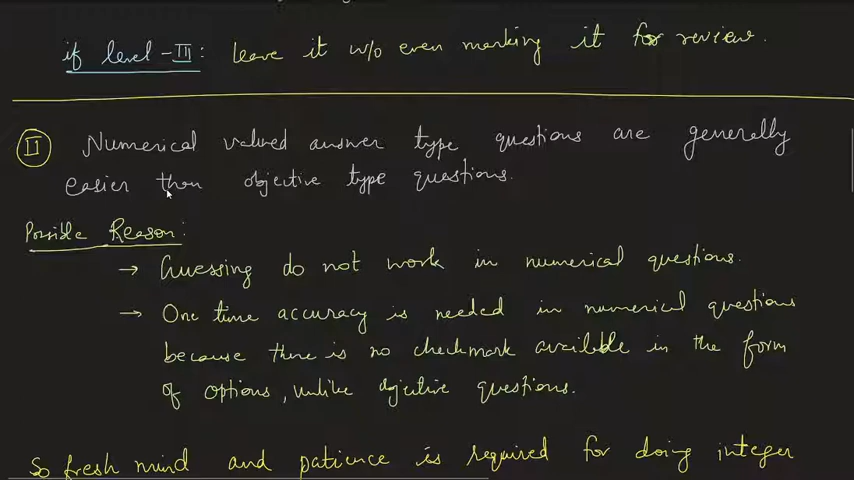 if level-III: leave it w/o even marking it for review.
II Numerical valued answer type questions are generally
easier than objective type questions.
Possible Reason:
→ Guessing do not work in numerical questions.
→ One time accuracy is needed in numerical questions
because there is no checkmark available in the form
of options, unlike objective questions.
So fresh mind and patience is required for doing integer